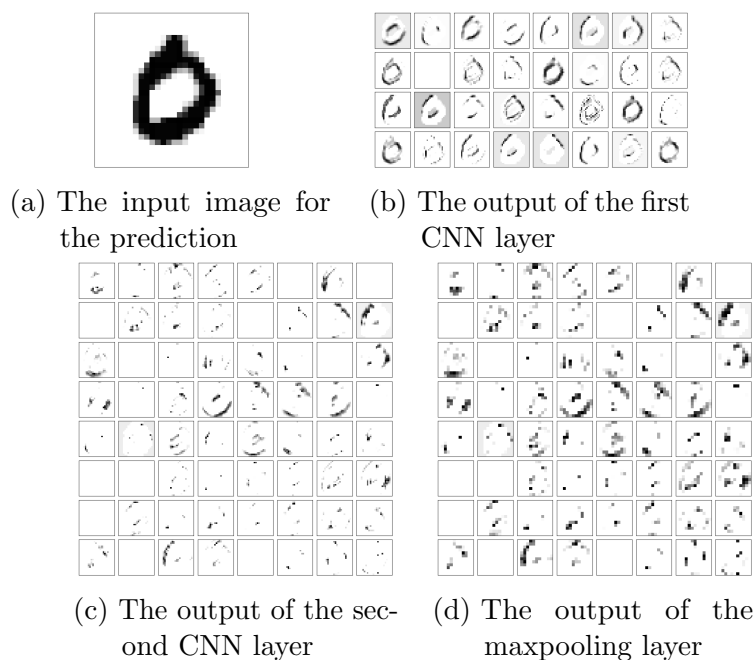 (a) The input image for
the prediction
(b) The output of the first
CNN layer
(c) The output of the sec-
ond CNN layer
(d) The output of the
maxpooling layer